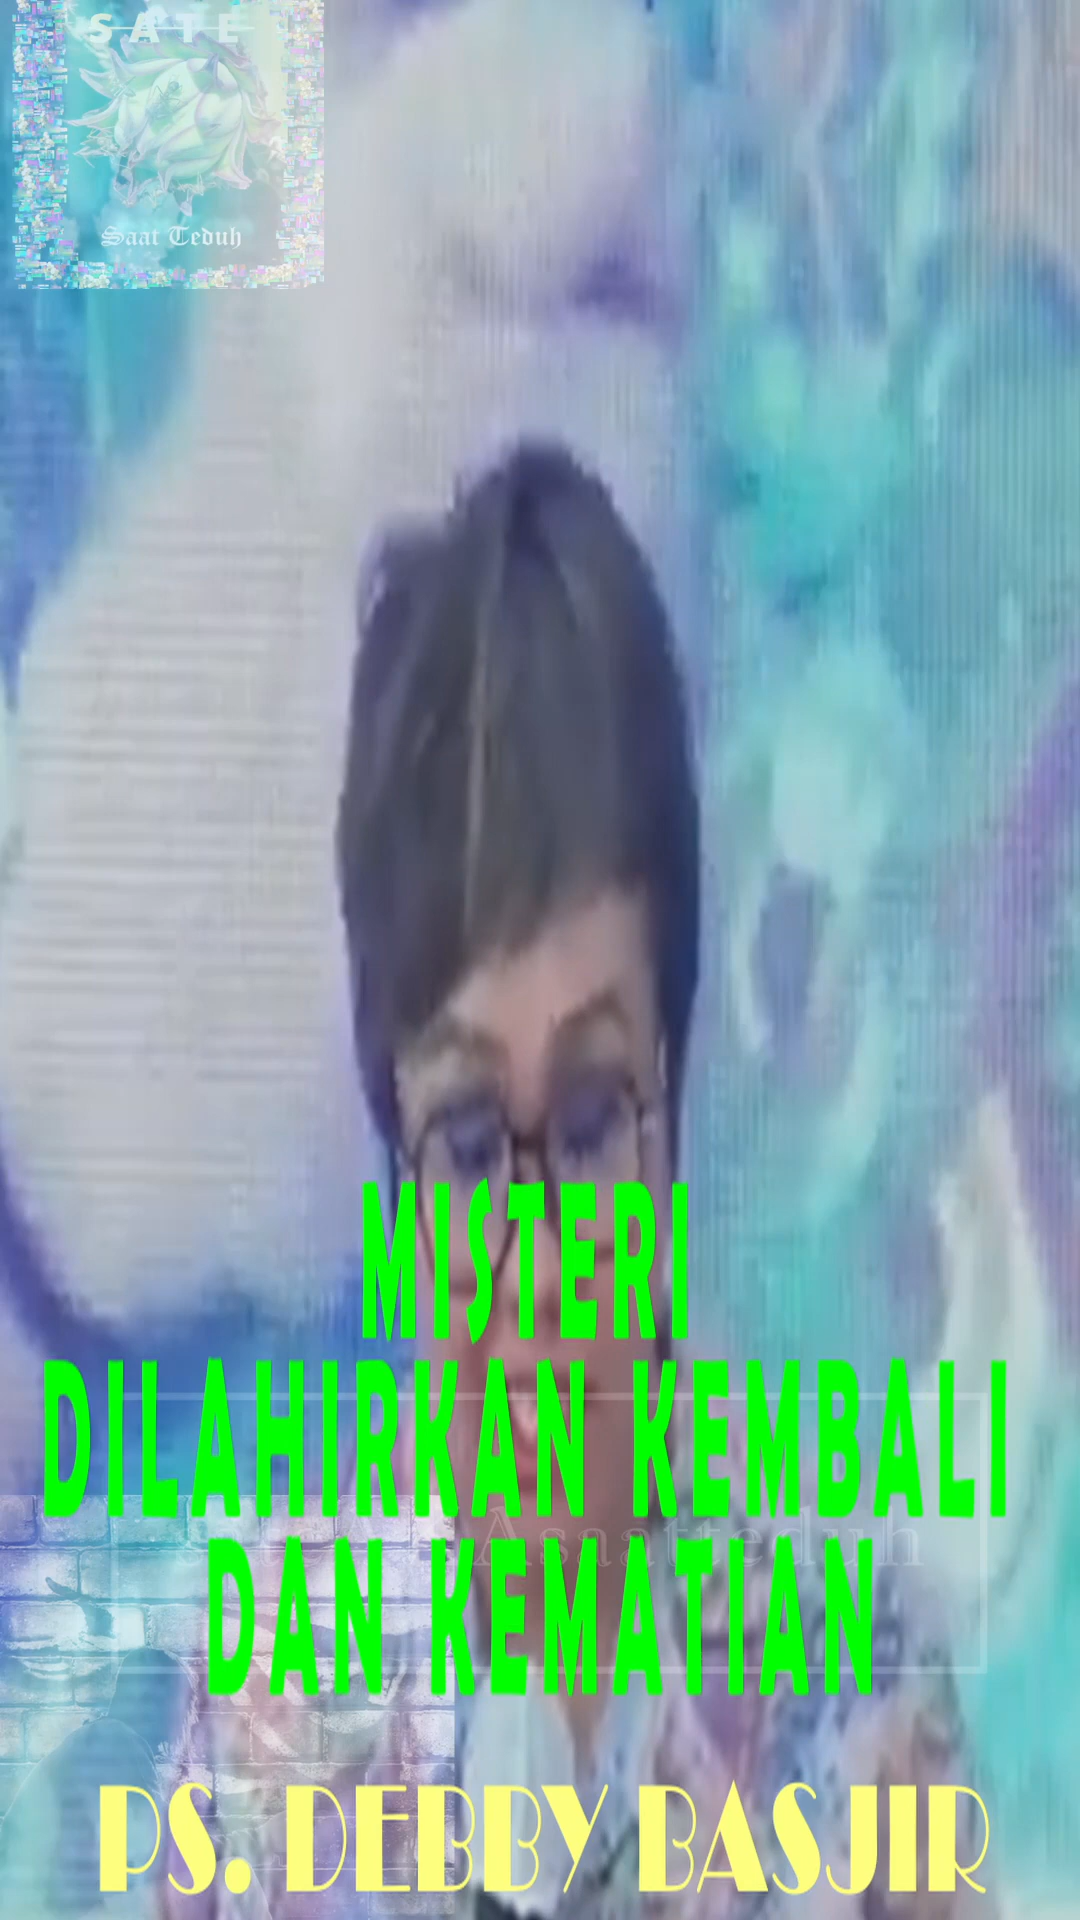 SATE
Saat Teduh
MISTERI
DILAHIRKAN KEMBALI
DAN KEMATIAN
PS. DEBBY BASJIR